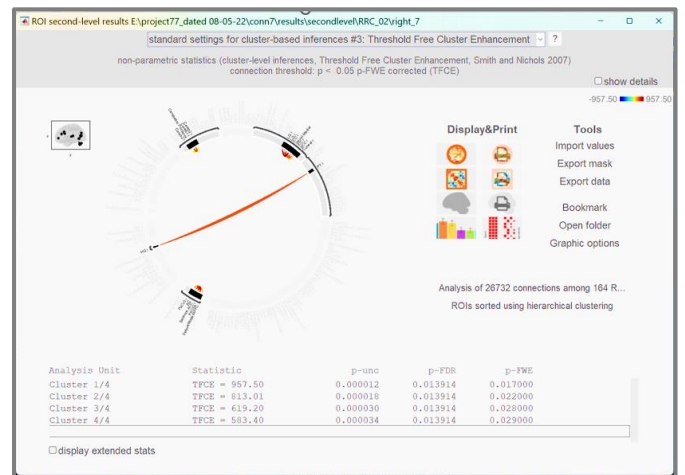 ROI second-level results E:\project77_dated 08-05-22\conn7\results\secondlevel\RRC_02\right_7
standard settings for cluster-based inferences #3: Threshold Free Cluster Enhancement
?
non-parametric statistics (cluster-level inferences, Threshold Free Cluster Enhancement, Smith and Nichols 2007)
connection threshold: p < 0.05 p-FWE corrected (TFCE)
show details
-957.50 957.50
Display&Print Tools
Import values
Export mask
Export data
Bookmark
Open folder
Graphic options
Analysis of 26732 connections among 164 R...
ROIs sorted using hierarchical clustering
Analysis Unit Statistic p-unc p-FDR p-FWE
Cluster 1/4 TFCE = 957.50 0.000012 0.013914 0.017000
Cluster 2/4 TFCE = 813.01 0.000018 0.013914 0.022000
Cluster 3/4 TFCE = 619.20 0.000030 0.013914 0.028000
Cluster 4/4 TFCE = 583.40 0.000034 0.013914 0.029000
display extended stats